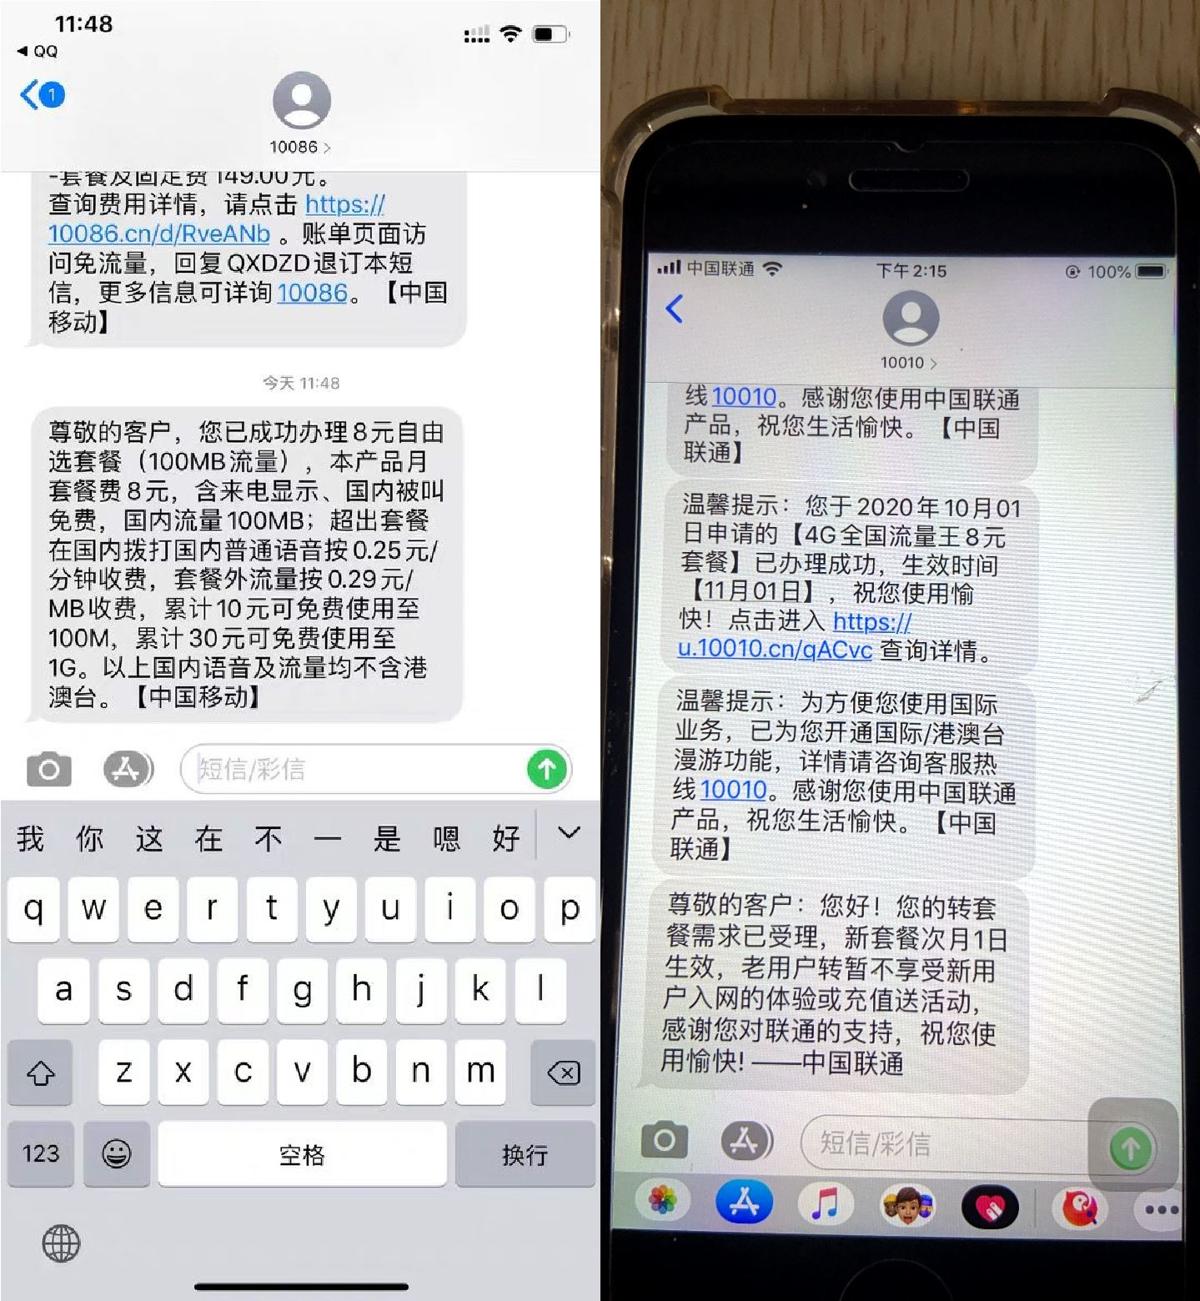 11:48
QQ
1
10086
-套餐及固定费 149.00元。
查询费用详情，请点击 https://
10086.cn/d/RveANb 。账单页面访
问免流量，回复QXDZD退订本短
信，更多信息可详询10086。【中国
移动】
今天 11:48
尊敬的客户，您已成功办理8元自由
选套餐（100MB流量），本产品月
套餐费8元，含来电显示、国内被叫
免费，国内流量100MB；超出套餐
在国内拨打国内普通语音按0.25元/
分钟收费，套餐外流量按0.29元/
MB收费，累计10元可免费使用至
100M，累计30元可免费使用至
1G。以上国内语音及流量均不含港
澳台。【中国移动】
短信/彩信
我 你 这 在 不 一 是 嗯 好
q w e r t y u i o p
a s d f g h j k l
z x c v b n m
123 空格 换行
中国联通 下午2:15 100%
10010
线10010。感谢您使用中国联通
产品，祝您生活愉快。【中国
联通】
温馨提示：您于2020年10月01
日申请的【4G全国流量王8元
套餐】已办理成功，生效时间
【11月01日】，祝您使用愉
快！点击进入 https://
u.10010.cn/qACvc 查询详情。
温馨提示：为方便您使用国际
业务，已为您开通国际/港澳台
漫游功能，详情请咨询客服热
线10010。感谢您使用中国联通
产品，祝您生活愉快。【中国
联通】
尊敬的客户：您好！您的转套
餐需求已受理，新套餐次月1日
生效，老用户转暂不享受新用
户入网的体验或充值送活动，
感谢您对联通的支持，祝您使
用愉快! ——中国联通
短信/彩信